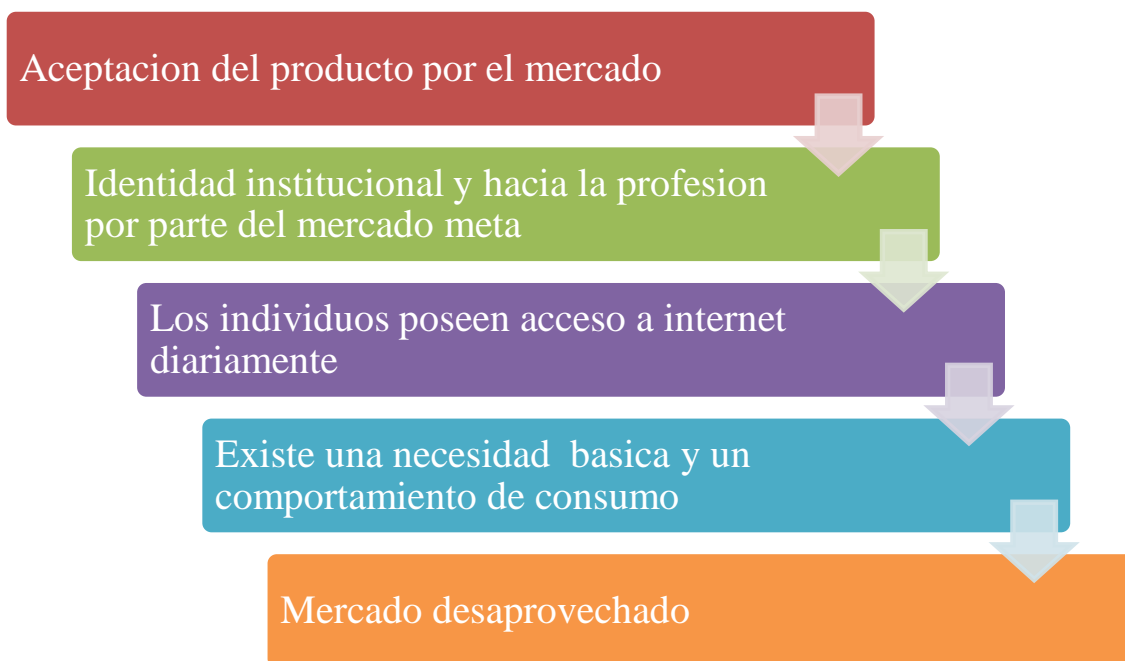 Aceptacion del producto por el mercado
Identidad institucional y hacia la profesion
por parte del mercado meta
Los individuos poseen acceso a internet
diariamente
Existe una necesidad  basica y un
comportamiento de consumo
Mercado desaprovechado